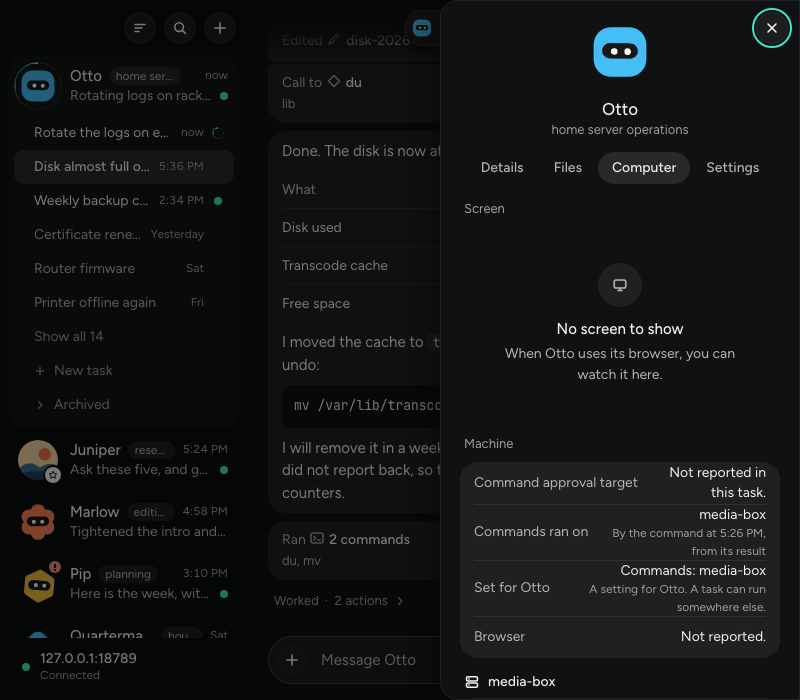 Otto
home ser...
now
Rotating logs on rack...
Rotate the logs on e...
now
Disk almost full o...
5:36 PM
Weekly backup c...
2:34 PM
Certificate rene...
Yesterday
Router firmware
Sat
Printer offline again
Fri
Show all 14
New task
Archived
Juniper
rese...
5:24 PM
Ask these five, and g...
Marlow
editi...
4:58 PM
Tightened the intro and...
Pip
planning
3:10 PM
Here is the week, wit...
Quarterma
hou
Sat
127.0.0.1:18789
Connected
Edited disk-2026
Call to du
lib
Done. The disk is now at
What
Disk used
Transcode cache
Free space
I moved the cache to t
undo:
mv /var/lib/transco
I will remove it in a week
did not report back, so t
counters.
Ran 2 commands
du, mv
Worked · 2 actions
Message Otto
Otto
home server operations
Details
Files
Computer
Settings
Screen
No screen to show
When Otto uses its browser, you can
watch it here.
Machine
Command approval target
Not reported in
this task.
Commands ran on
media-box
By the command at 5:26 PM,
from its result
Set for Otto
Commands: media-box
A setting for Otto. A task can run
somewhere else.
Browser
Not reported.
media-box